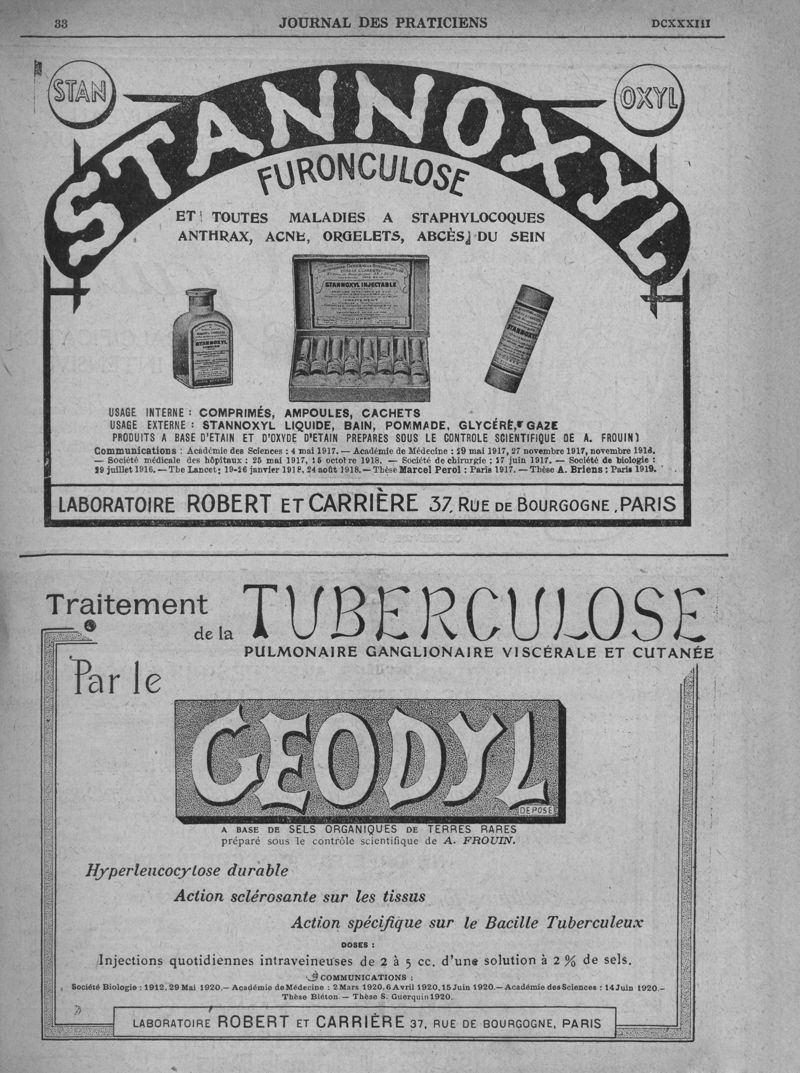 33 JOURNAL DES PRATICIENS DCXXXIII
STAN
OXYL
STANNOXYL
FURONCULOSE
ET TOUTES MALADIES A STAPHYLOCOQUES
ANTHRAX, ACNE, ORGELETS, ABCÈS DU SEIN
STANNOXYL INJECTABLE
STANNOXYL
STANNOXYL
USAGE INTERNE : COMPRIMÉS, AMPOULES, CACHETS
USAGE EXTERNE : STANNOXYL LIQUIDE, BAIN, POMMADE, GLYCÉRÉ, GAZE
PRODUITS A BASE D'ETAIN ET D'OXYDE D'ETAIN PREPARES SOUS LE CONTROLE SCIENTIFIQUE DE A. FROUIN
Communications : Académie des Sciences : 4 mai 1917. — Académie de Médecine : 29 mai 1917, 27 novembre 1917, novembre 1918.
— Société médicale des hôpitaux : 25 mai 1917, 15 octobre 1918. — Société de chirurgie : 17 juin 1917. — Société de biologie :
29 juillet 1916. — The Lancet : 19-26 janvier 1918, 24 août 1918. — Thèse Marcel Perol : Paris 1917. — Thèse A. Briens : Paris 1919.
LABORATOIRE ROBERT ET CARRIÈRE 37, RUE DE BOURGOGNE, PARIS
Traitement
de la TUBERCULOSE
PULMONAIRE GANGLIONAIRE VISCÉRALE ET CUTANÉE
Par le
GEODYL
DEPOSE
A BASE DE SELS ORGANIQUES DE TERRES RARES
préparé sous le contrôle scientifique de A. FROUIN.
Hyperleucocytose durable
Action sclérosante sur les tissus
Action spécifique sur le Bacille Tuberculeux
DOSES :
Injections quotidiennes intraveineuses de 2 à 5 cc. d'une solution à 2 % de sels.
COMMUNICATIONS :
Société Biologie : 1912, 29 Mai 1920. — Académie de Médecine : 2 Mars 1920, 6 Avril 1920, 15 Juin 1920. — Académie des Sciences : 14 Juin 1920. —
Thèse Biéton. — Thèse S. Guerquin 1920.
LABORATOIRE ROBERT ET CARRIÈRE 37, RUE DE BOURGOGNE, PARIS